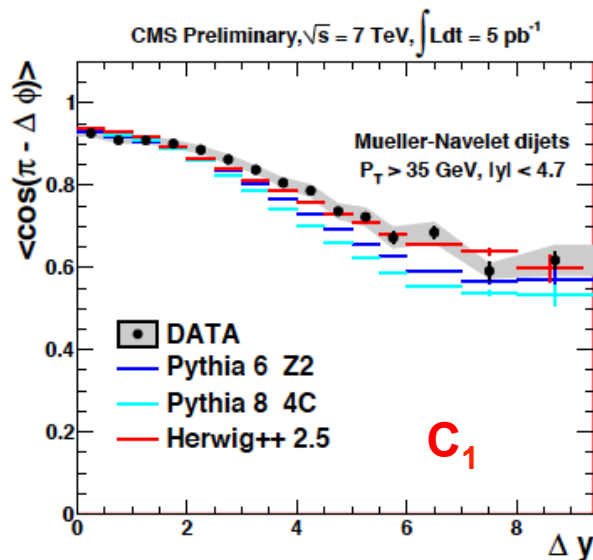 CMS Preliminary,√s = 7 TeV, ∫Ldt = 5 pb⁻¹
<cos(π - Δ ϕ)>
1
0.8
0.6
0.4
0.2
0
Mueller-Navelet dijets
P_T > 35 GeV, |y| < 4.7
DATA
Pythia 6 Z2
Pythia 8 4C
Herwig++ 2.5
C₁
0 2 4 6 8
Δ y